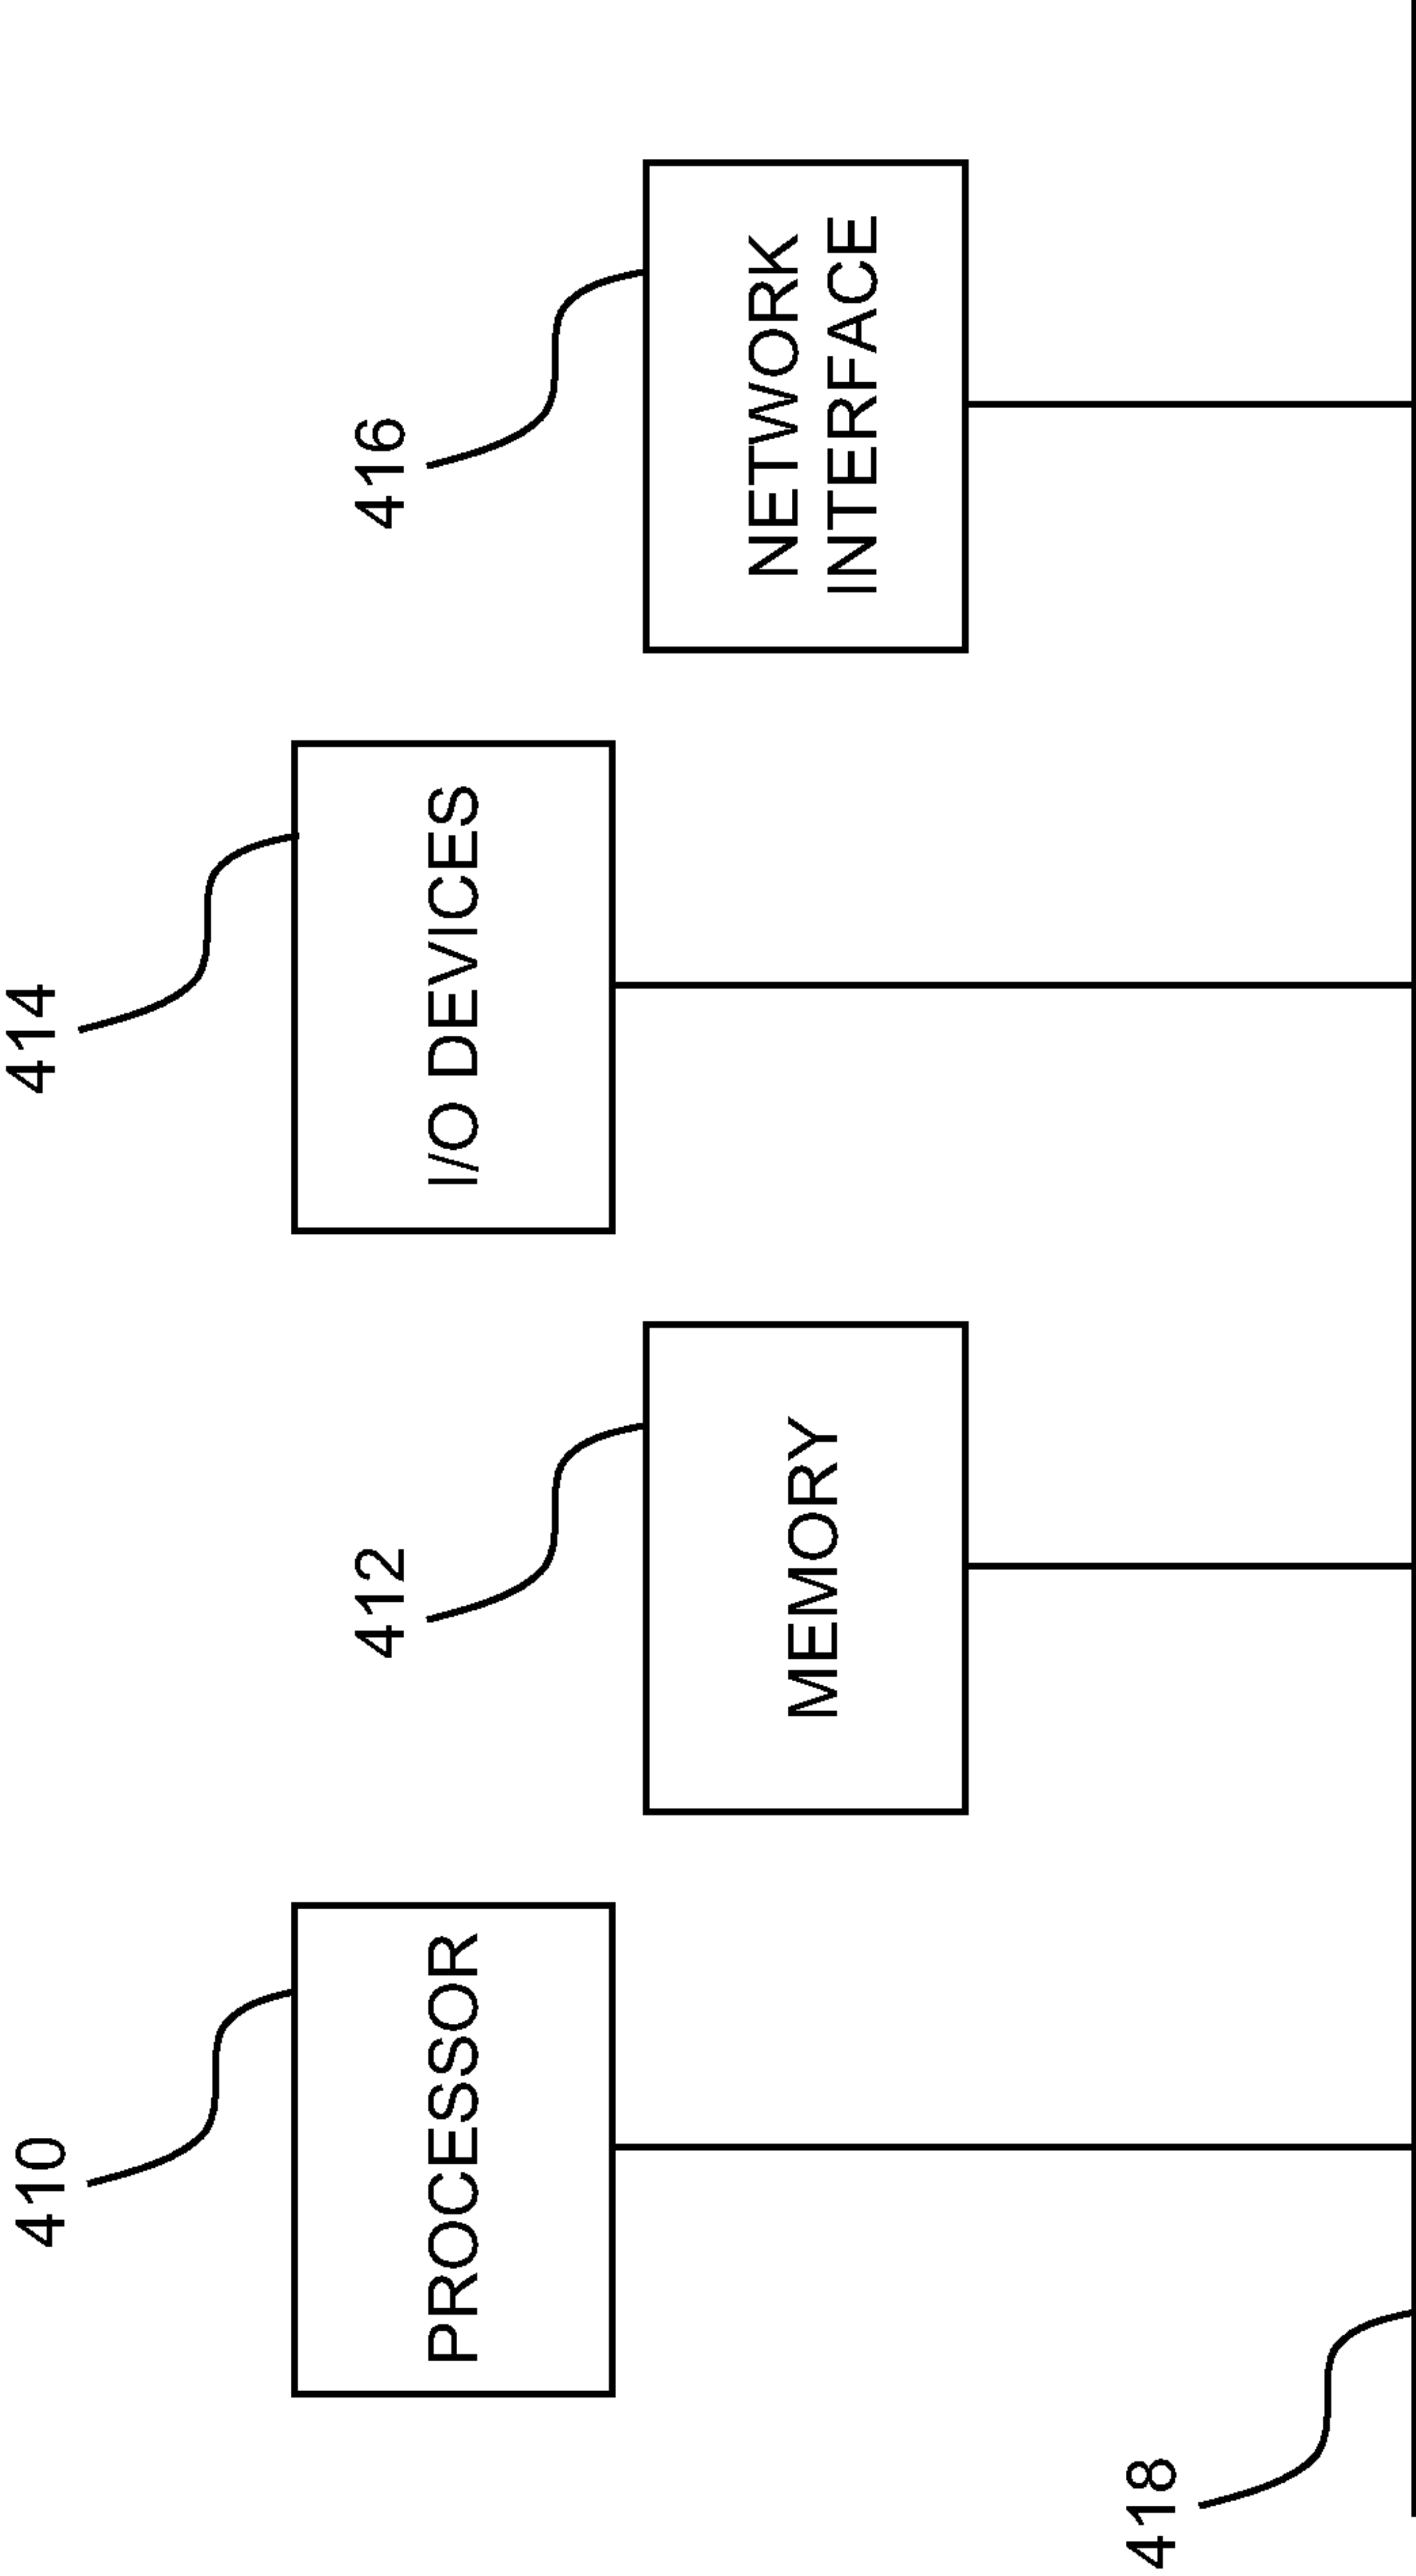 410
PROCESSOR
412
MEMORY
414
I/O DEVICES
416
NETWORK
INTERFACE
418